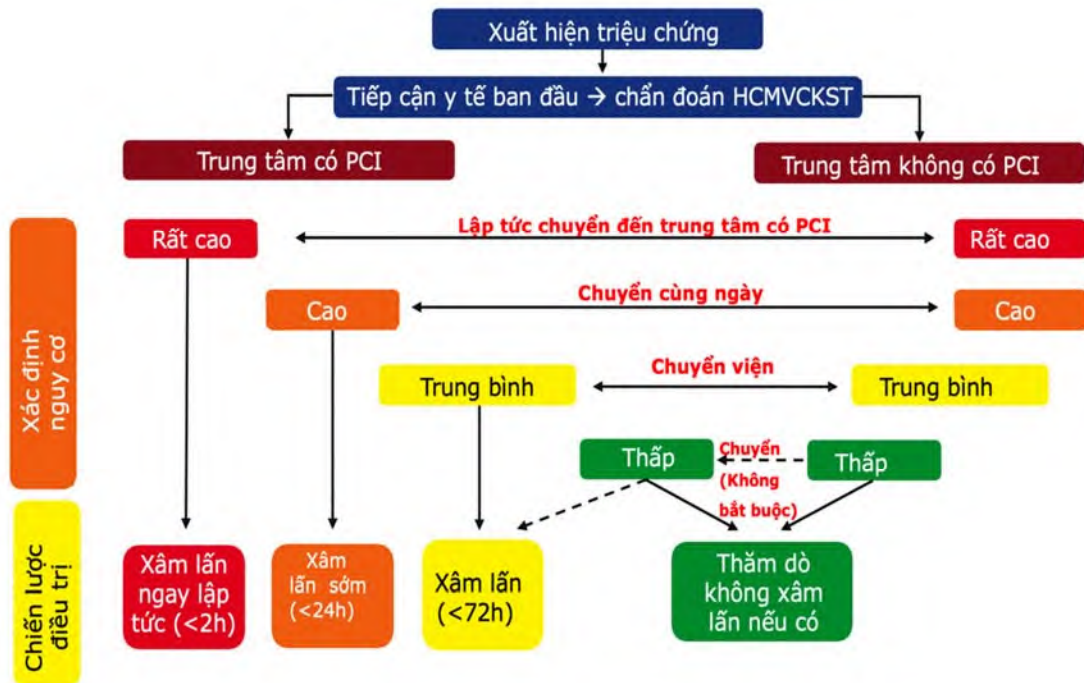 Xuất hiện triệu chứng
Tiếp cận y tế ban đầu → chẩn đoán HCMVCKST
Trung tâm có PCI
Trung tâm không có PCI
Xác định
nguy cơ
Rất cao
Lập tức chuyển đến trung tâm có PCI
Rất cao
Cao
Chuyển cùng ngày
Cao
Trung bình
Chuyển viện
Trung bình
Thấp
Chuyển
(Không
bắt buộc)
Thấp
Chiến lược
điều trị
Xâm lấn
ngay lập
tức (<2h)
Xâm
lấn sớm
(<24h)
Xâm lấn
(<72h)
Thăm dò
không xâm
lấn nếu có